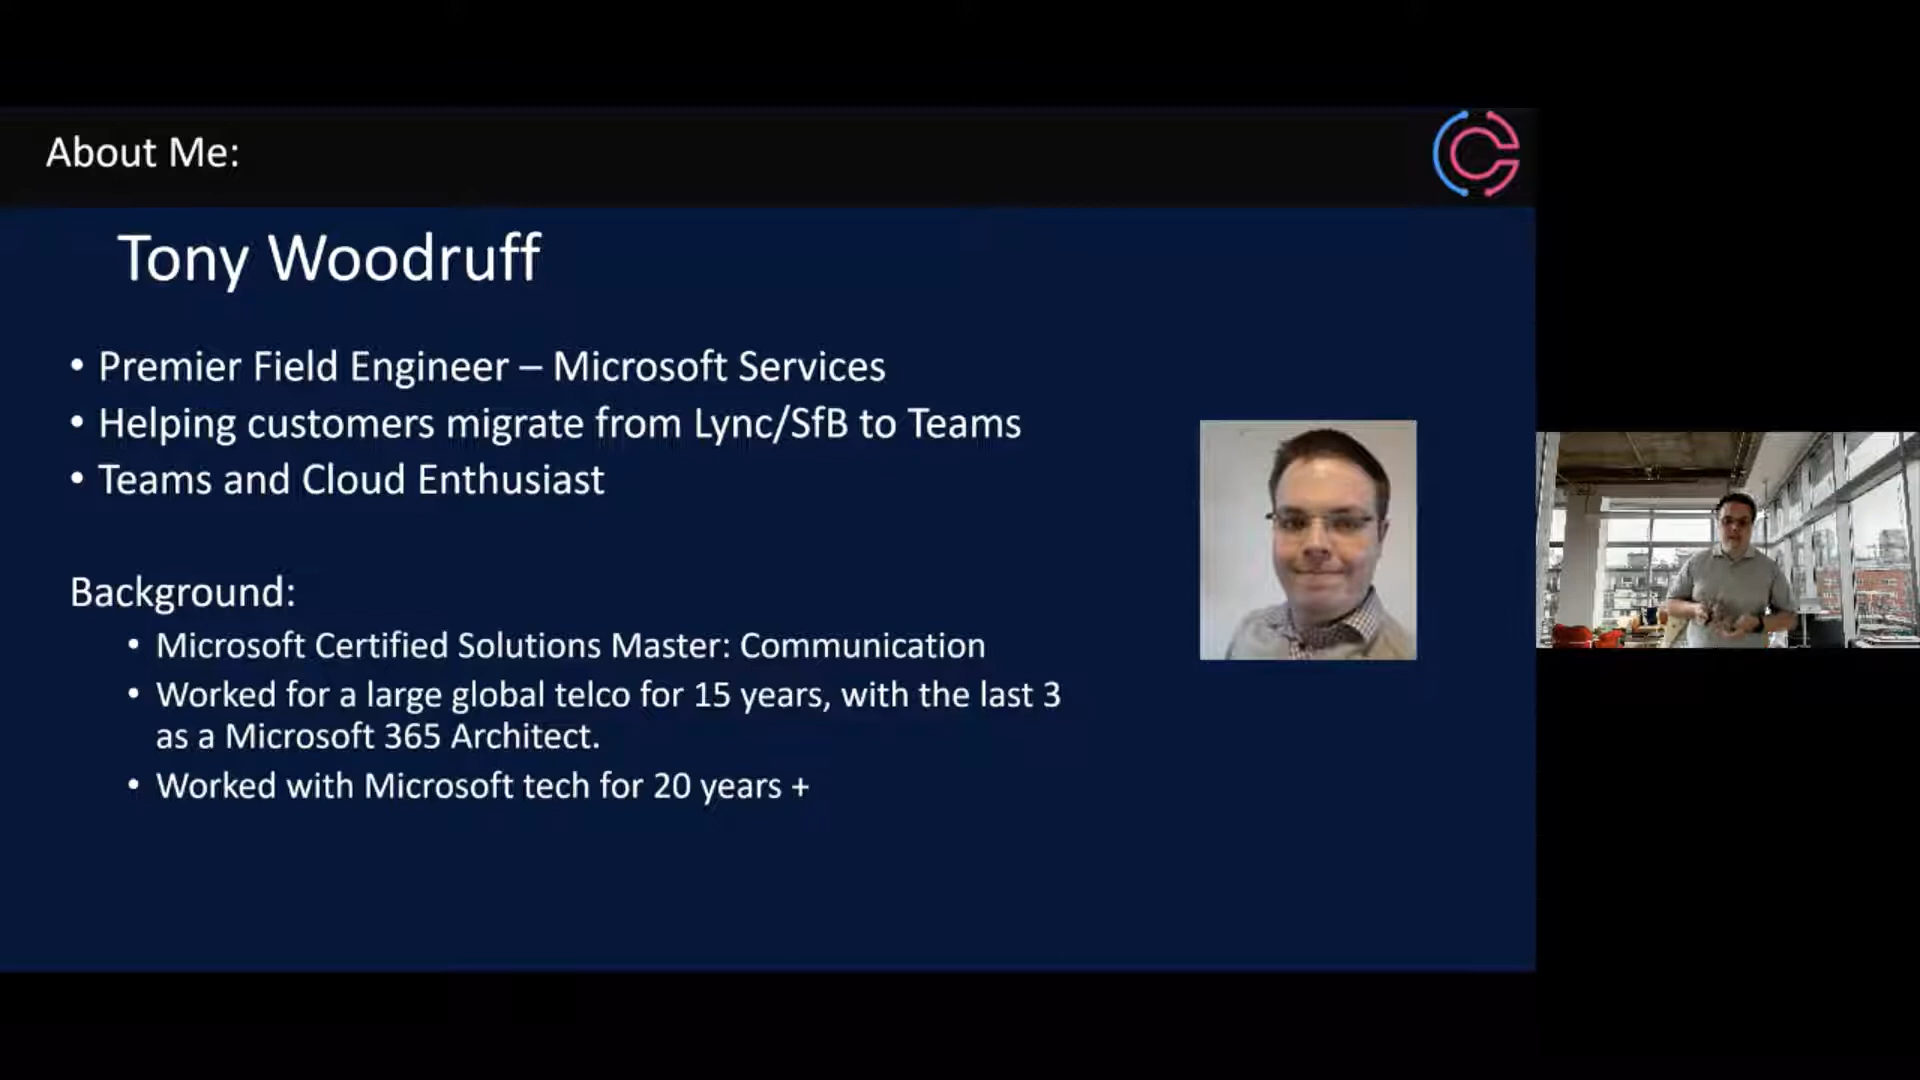 About Me:
Tony Woodruff
• Premier Field Engineer – Microsoft Services
• Helping customers migrate from Lync/SfB to Teams
• Teams and Cloud Enthusiast
Background:
• Microsoft Certified Solutions Master: Communication
• Worked for a large global telco for 15 years, with the last 3
as a Microsoft 365 Architect.
• Worked with Microsoft tech for 20 years +